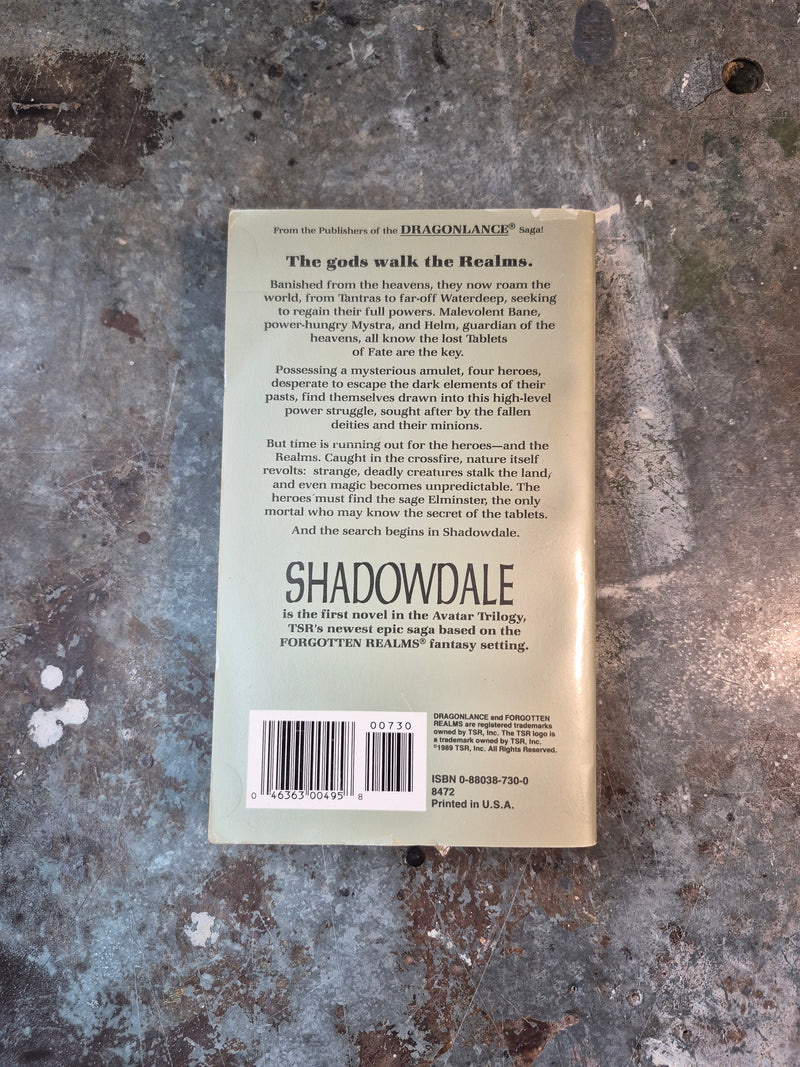 From the Publishers of the DRAGONLANCE® Saga!
The gods walk the Realms.
Banished from the heavens, they now roam the
world, from Tantras to far-off Waterdeep, seeking
to regain their full powers. Malevolent Bane,
power-hungry Mystra, and Helm, guardian of the
heavens, all know the lost Tablets
of Fate are the key.
Possessing a mysterious amulet, four heroes,
desperate to escape the dark elements of their
pasts, find themselves drawn into this high-level
power struggle, sought after by the fallen
deities and their minions.
But time is running out for the heroes—and the
Realms. Caught in the crossfire, nature itself
revolts: strange, deadly creatures stalk the land,
and even magic becomes unpredictable. The
heroes must find the sage Elminster, the only
mortal who may know the secret of the tablets.
And the search begins in Shadowdale.
SHADOWDALE
is the first novel in the Avatar Trilogy,
TSR's newest epic saga based on the
FORGOTTEN REALMS® fantasy setting.
00730
0 46363 00495 8
DRAGONLANCE and FORGOTTEN
REALMS are registered trademarks
owned by TSR, Inc. The TSR logo is
a trademark owned by TSR, Inc.
©1989 TSR, Inc. All Rights Reserved.
ISBN 0-88038-730-0
8472
Printed in U.S.A.